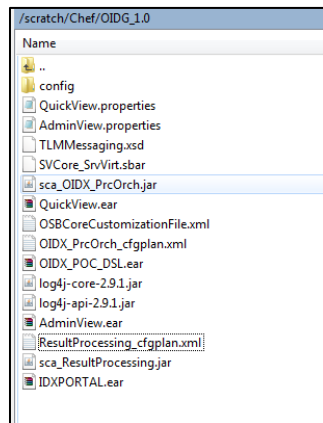 /scratch/Chef/OIDG_1.0
Name
..
config
QuickView.properties
AdminView.properties
TLMMessaging.xsd
SVCore_SrvVirt.sbar
sca_OIDX_PrcOrch.jar
QuickView.ear
OSBCoreCustomizationFile.xml
OIDX_PrcOrch_cfgplan.xml
OIDX_POC_DSL.ear
log4j-core-2.9.1.jar
log4j-api-2.9.1.jar
AdminView.ear
ResultProcessing_cfgplan.xml
sca_ResultProcessing.jar
IDXPORTAL.ear